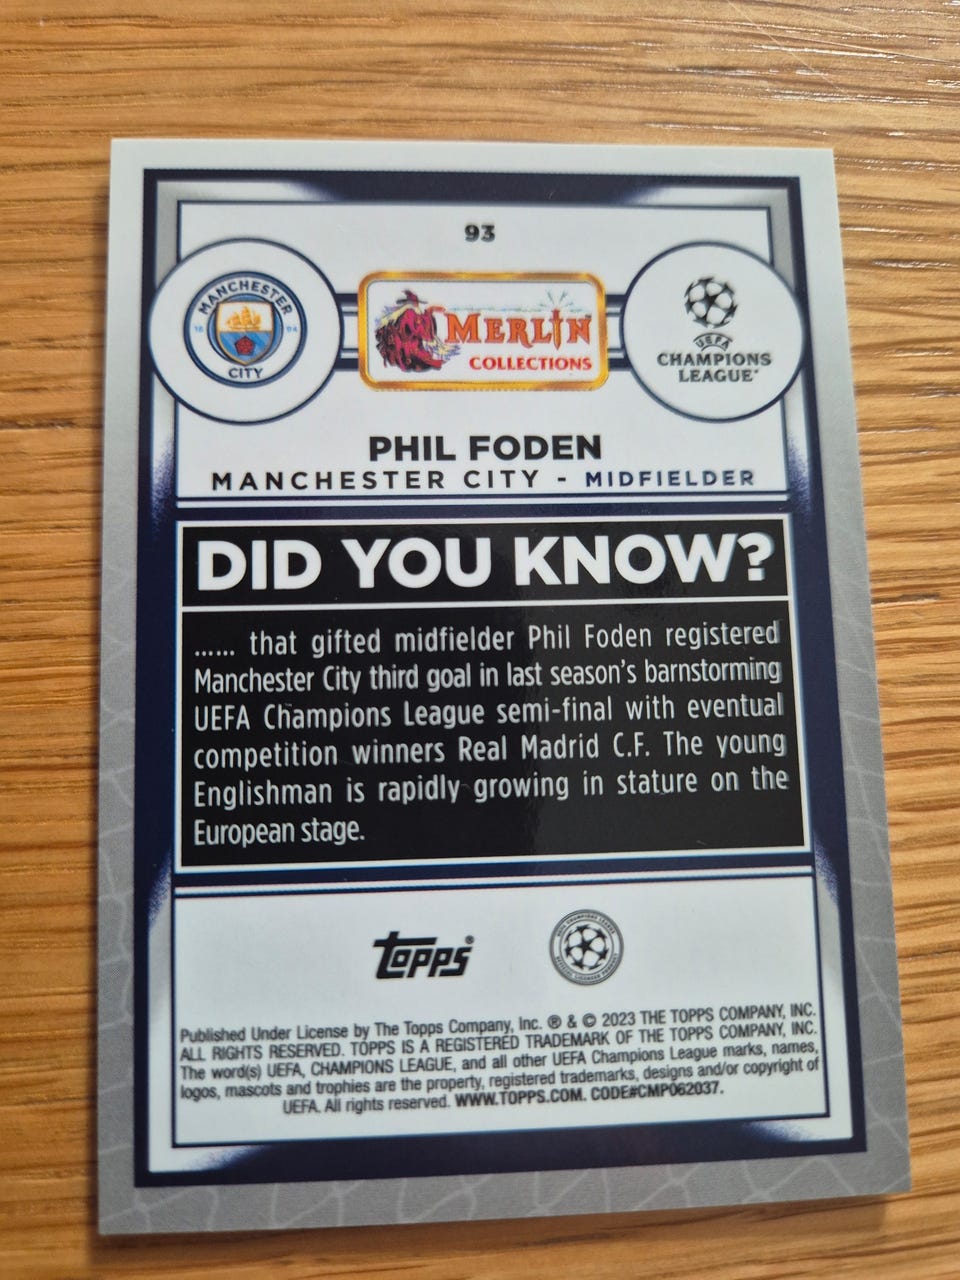 93
MANCHESTER
18 94
CITY
MERLIN
COLLECTIONS
UEFA
CHAMPIONS
LEAGUE®
PHIL FODEN
MANCHESTER CITY - MIDFIELDER
DID YOU KNOW?
...... that gifted midfielder Phil Foden registered
Manchester City third goal in last season's barnstorming
UEFA Champions League semi-final with eventual
competition winners Real Madrid C.F. The young
Englishman is rapidly growing in stature on the
European stage.
topps®
Published Under License by The Topps Company, Inc. ® & © 2023 THE TOPPS COMPANY, INC.
ALL RIGHTS RESERVED. TOPPS IS A REGISTERED TRADEMARK OF THE TOPPS COMPANY, INC.
The word(s) UEFA, CHAMPIONS LEAGUE, and all other UEFA Champions League marks, names,
logos, mascots and trophies are the property, registered trademarks, designs and/or copyright of
UEFA. All rights reserved. WWW.TOPPS.COM. CODE#CMP062037.